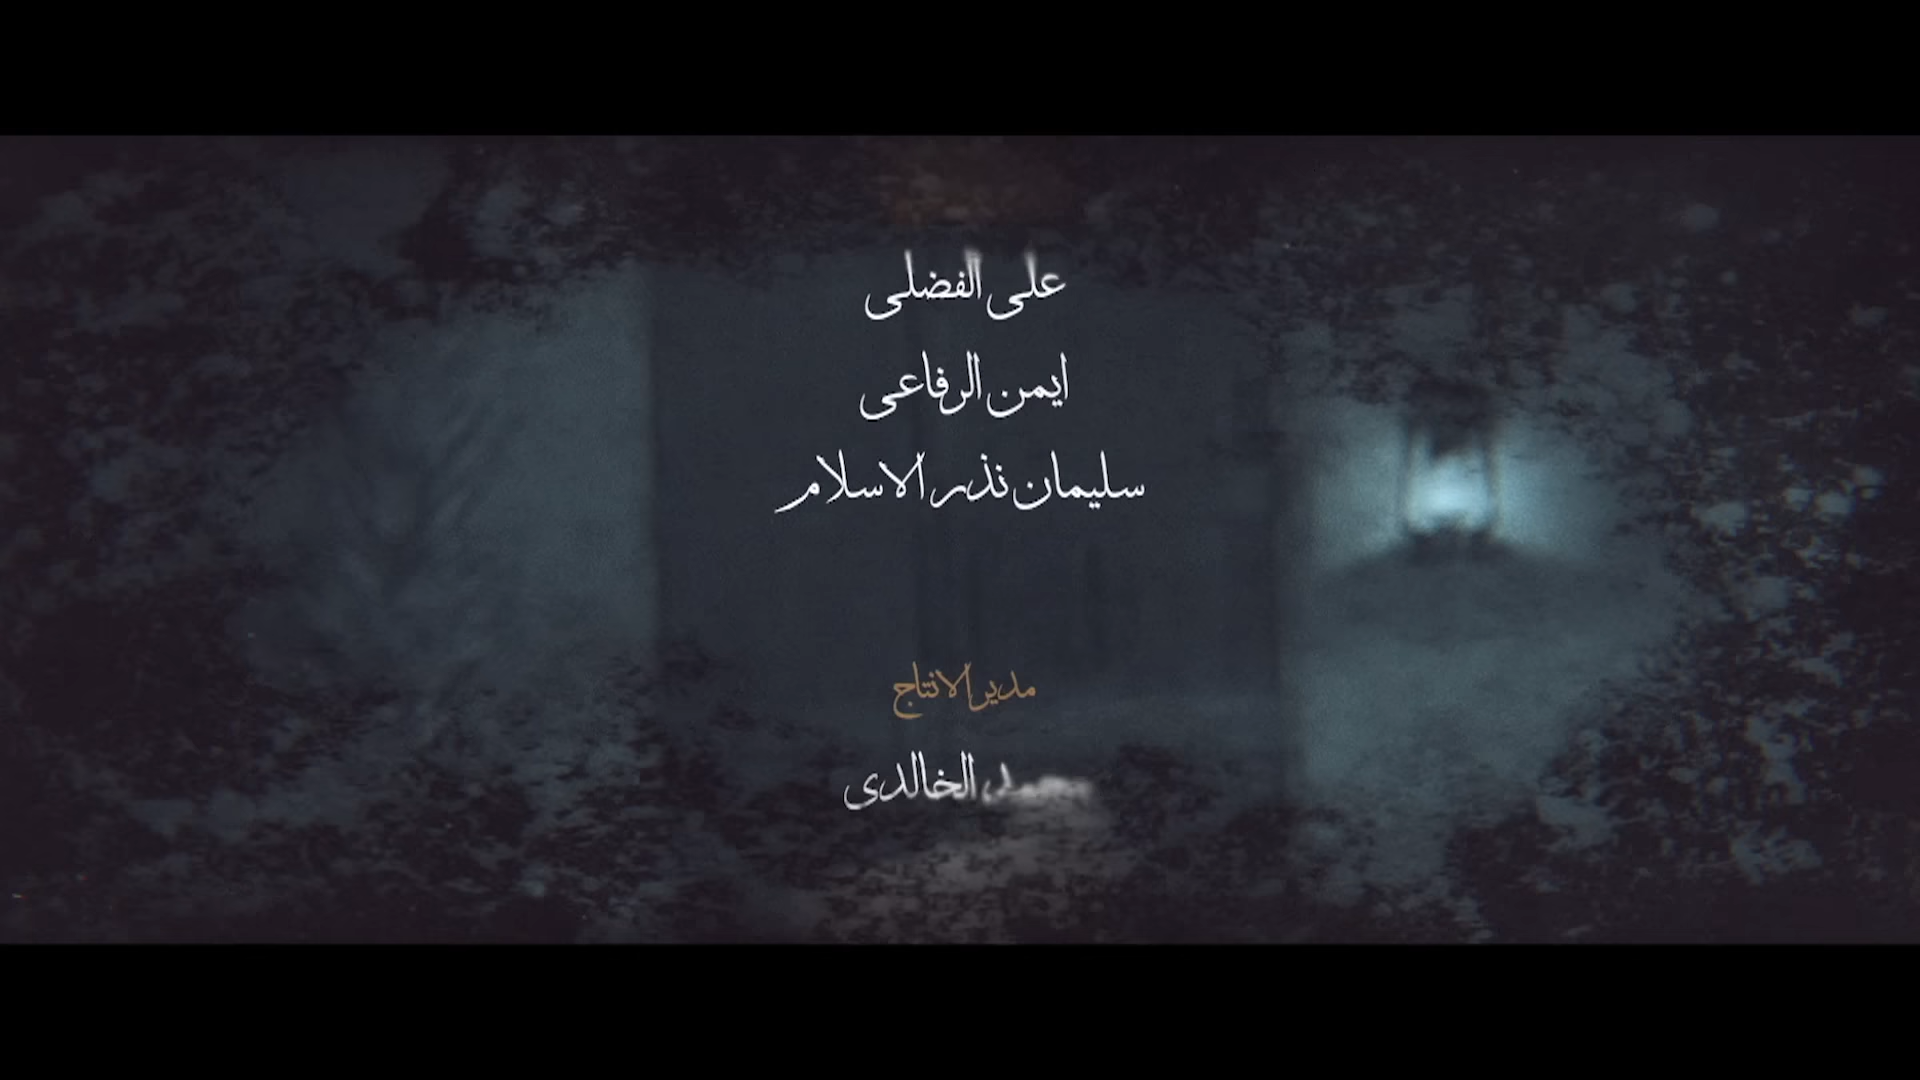 على الفضلى
ايمن الرفاعى
سليمان نذر الاسلام
مدير الانتاج
الخالدى